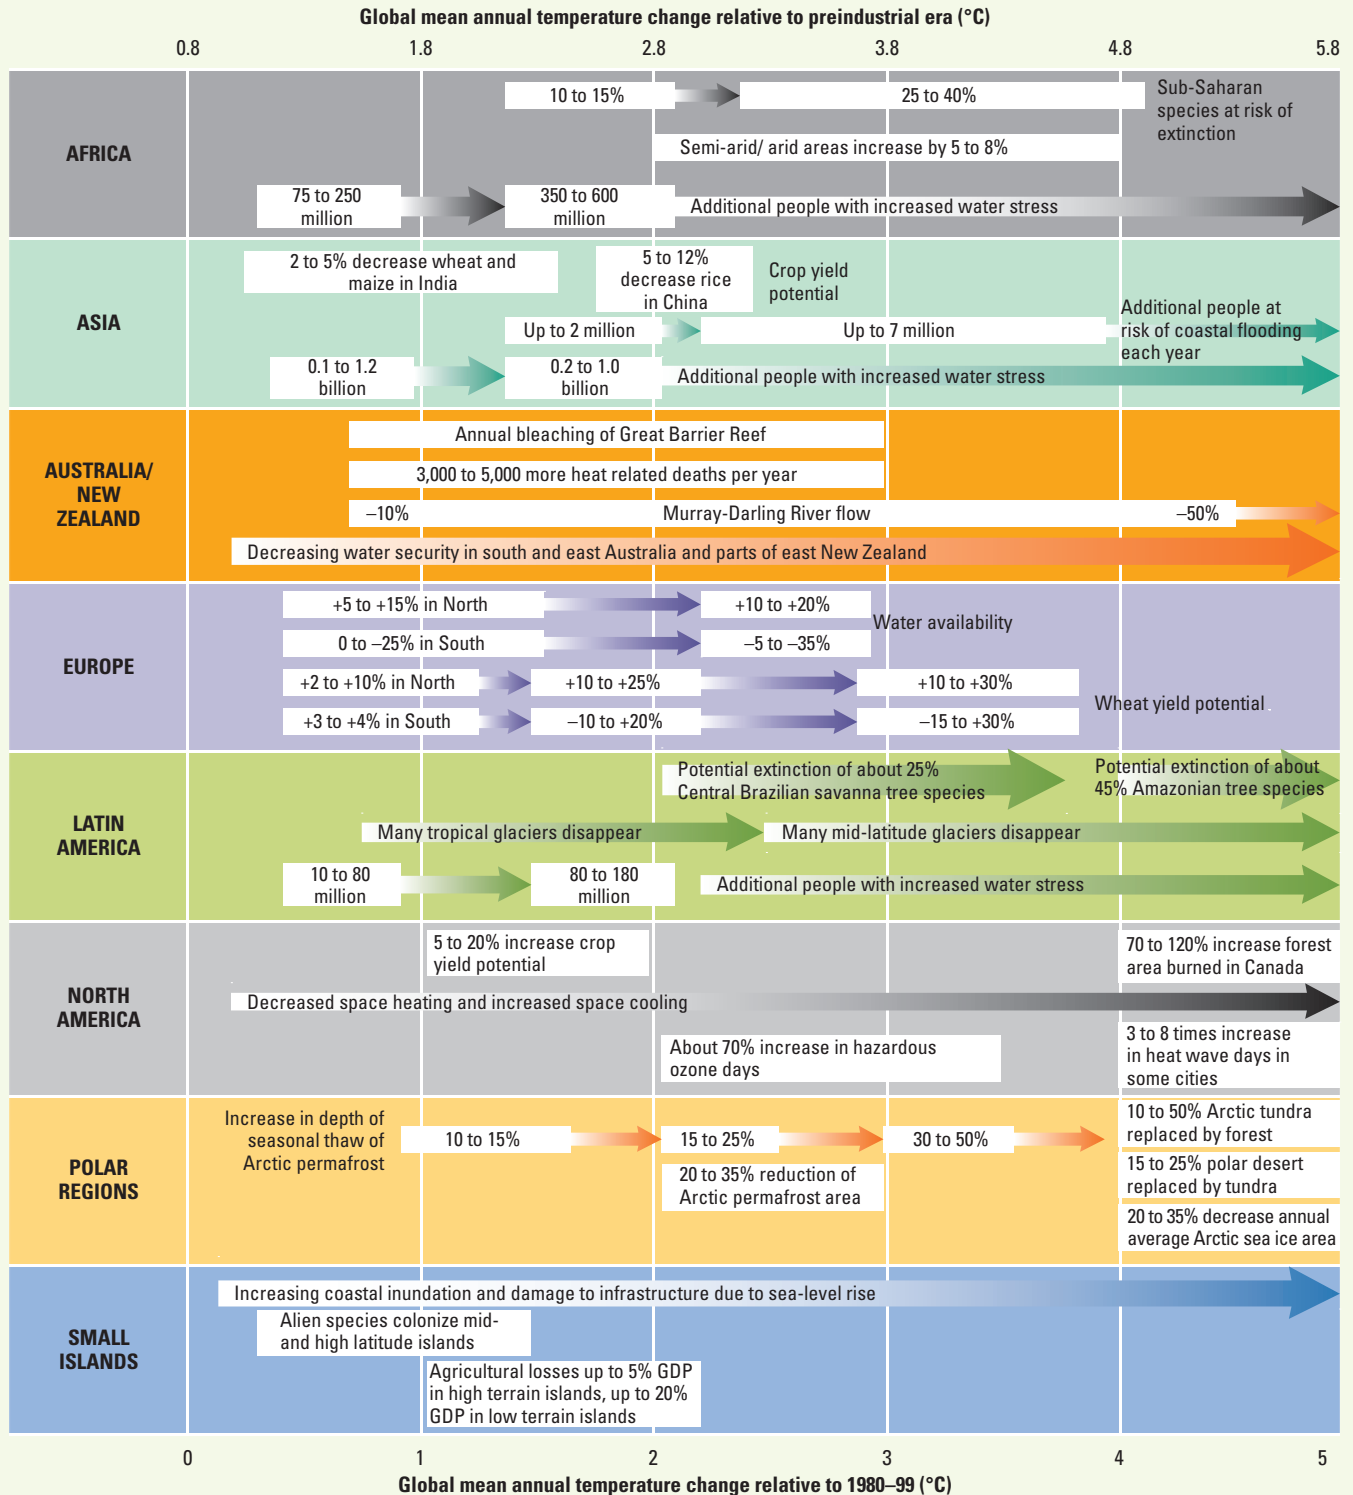 Global mean annual temperature change relative to preindustrial era (°C)
0.8 1.8 2.8 3.8 4.8 5.8
AFRICA
10 to 15%
25 to 40%
Sub-Saharan
species at risk of
extinction
Semi-arid/ arid areas increase by 5 to 8%
75 to 250
million
350 to 600
million
Additional people with increased water stress
ASIA
2 to 5% decrease wheat and
maize in India
5 to 12%
decrease rice
in China
Crop yield
potential
Up to 2 million
Up to 7 million
Additional people at
risk of coastal flooding
each year
0.1 to 1.2
billion
0.2 to 1.0
billion
Additional people with increased water stress
AUSTRALIA/
NEW
ZEALAND
Annual bleaching of Great Barrier Reef
3,000 to 5,000 more heat related deaths per year
–10% Murray-Darling River flow –50%
Decreasing water security in south and east Australia and parts of east New Zealand
EUROPE
+5 to +15% in North
+10 to +20%
Water availability
0 to –25% in South
–5 to –35%
+2 to +10% in North
+10 to +25%
+10 to +30%
Wheat yield potential
+3 to +4% in South
–10 to +20%
–15 to +30%
LATIN
AMERICA
Potential extinction of about 25%
Central Brazilian savanna tree species
Potential extinction of about
45% Amazonian tree species
Many tropical glaciers disappear
Many mid-latitude glaciers disappear
10 to 80
million
80 to 180
million
Additional people with increased water stress
NORTH
AMERICA
5 to 20% increase crop
yield potential
70 to 120% increase forest
area burned in Canada
Decreased space heating and increased space cooling
About 70% increase in hazardous
ozone days
3 to 8 times increase
in heat wave days in
some cities
POLAR
REGIONS
Increase in depth of
seasonal thaw of
Arctic permafrost
10 to 15%
15 to 25%
30 to 50%
10 to 50% Arctic tundra
replaced by forest
20 to 35% reduction of
Arctic permafrost area
15 to 25% polar desert
replaced by tundra
20 to 35% decrease annual
average Arctic sea ice area
SMALL
ISLANDS
Increasing coastal inundation and damage to infrastructure due to sea-level rise
Alien species colonize mid-
and high latitude islands
Agricultural losses up to 5% GDP
in high terrain islands, up to 20%
GDP in low terrain islands
0 1 2 3 4 5
Global mean annual temperature change relative to 1980–99 (°C)